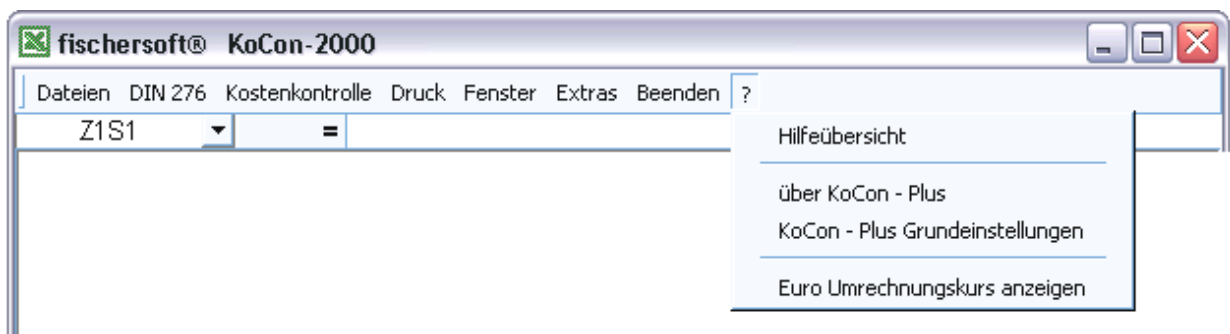 fischersoft® KoCon-2000
Dateien DIN 276 Kostenkontrolle Druck Fenster Extras Beenden ?
Z1S1 =
Hilfeübersicht
über KoCon - Plus
KoCon - Plus Grundeinstellungen
Euro Umrechnungskurs anzeigen